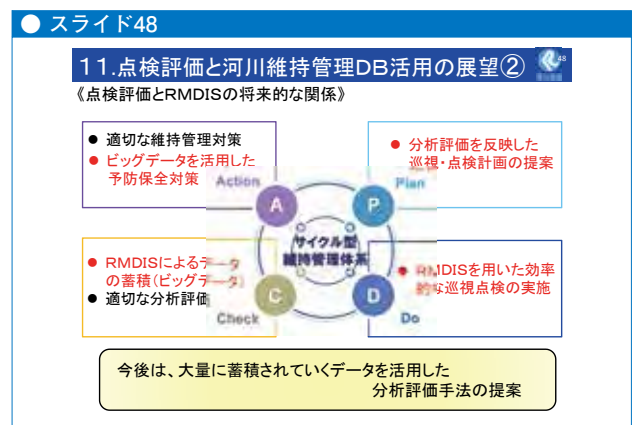 ● スライド48
11.点検評価と河川維持管理DB活用の展望②
48
《点検評価とRMDISの将来的な関係》
● 適切な維持管理対策
● ビッグデータを活用した
予防保全対策
Action
A
● 分析評価を反映した
巡視・点検計画の提案
Plan
P
サイクル型
維持管理体系
● RMDISによるデータ
の蓄積(ビッグデータ)
● 適切な分析評価
Check
C
● RMDISを用いた効率
的な巡視点検の実施
Do
D
今後は、大量に蓄積されていくデータを活用した
分析評価手法の提案